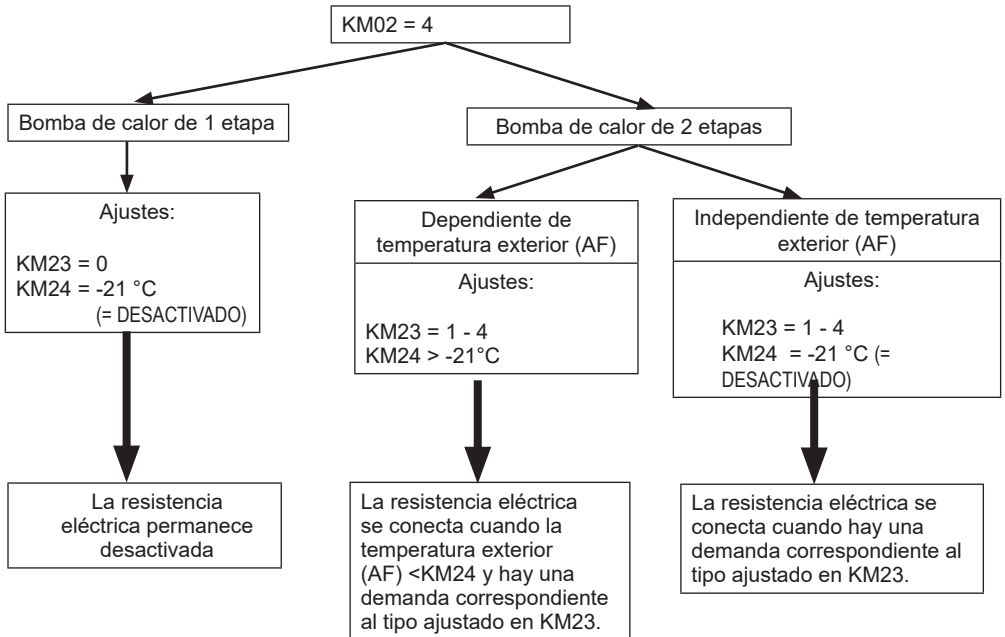 KM02 = 4
Bomba de calor de 1 etapa
Bomba de calor de 2 etapas
Ajustes:
KM23 = 0
KM24 = -21 °C
(= DESACTIVADO)
Dependiente de
temperatura exterior (AF)
Ajustes:
KM23 = 1 - 4
KM24 > -21°C
Independiente de temperatura
exterior (AF)
Ajustes:
KM23 = 1 - 4
KM24 = -21 °C (=
DESACTIVADO)
La resistencia
eléctrica permanece
desactivada
La resistencia eléctrica
se conecta cuando la
temperatura exterior
(AF) <KM24 y hay una
demanda correspondiente
al tipo ajustado en KM23.
La resistencia eléctrica se
conecta cuando hay una
demanda correspondiente al
tipo ajustado en KM23.